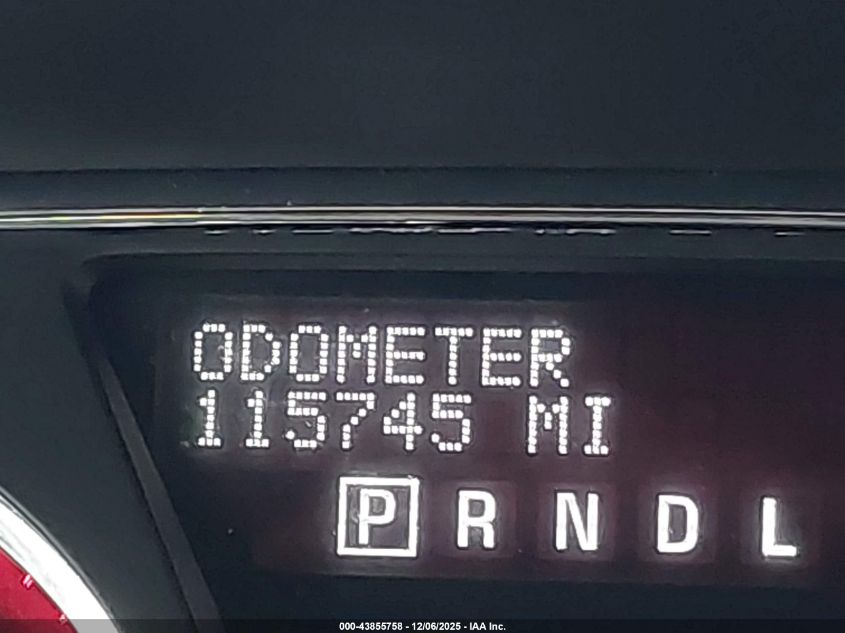 ODOMETER
115745 MI
P R N D L
000-43855758 - 12/06/2025 - IAA Inc.